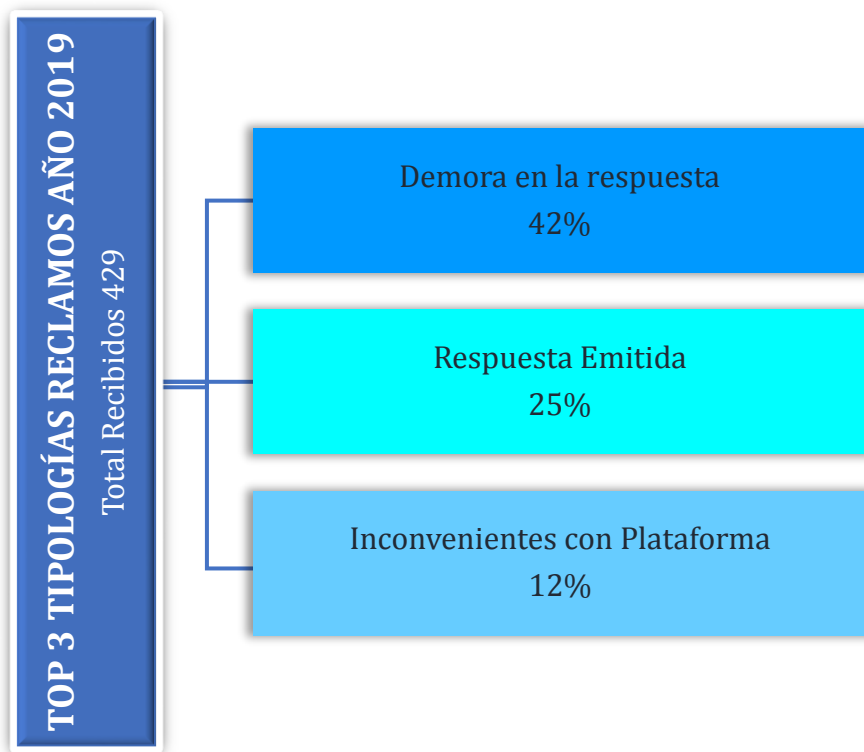 TOP 3 TIPOLOGÍAS RECLAMOS AÑO 2019
Total Recibidos 429
Demora en la respuesta
42%
Respuesta Emitida
25%
Inconvenientes con Plataforma
12%